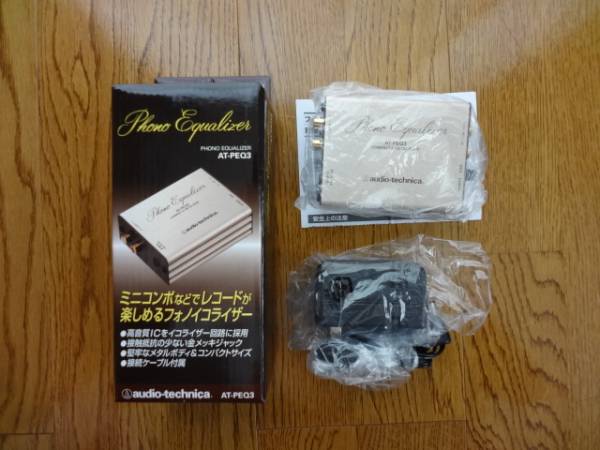 Phono Equalizer
PHONO EQUALIZER
AT-PEQ3
Phono Equalizer
ミニコンポなどでレコードが
楽しめるフォノイコライザー
●高音質ICをイコライザー回路に採用
●接触抵抗の少ない金メッキジャック
●堅牢なメタルボディ&コンパクトサイズ
●接続ケーブル付属
audio-technica
AT-PEQ3
Phono Equalizer
AT-PEQ3
audio-technica
安全上の注意